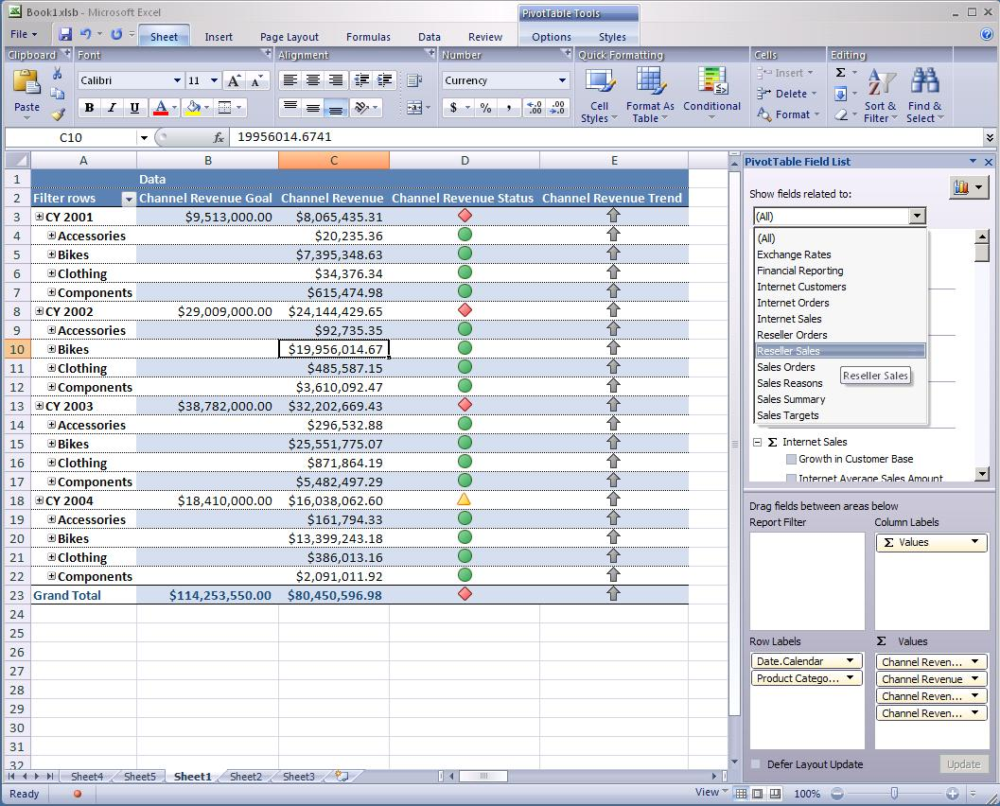 Book1.xlsb - Microsoft Excel
PivotTable Tools
File
Sheet Insert Page Layout Formulas Data Review Options Styles
Clipboard Font Alignment Number Quick Formatting Cells Editing
Paste
Calibri 11
B I U A
Currency
$ % ,
Cell Styles
Format As Table
Conditional
Insert
Delete
Format
Sort & Filter
Find & Select
C10 fx 19956014.6741
A B C D E
1 Data
2 Filter rows Channel Revenue Goal Channel Revenue Channel Revenue Status Channel Revenue Trend
3 CY 2001 $9,513,000.00 $8,065,435.31
4 Accessories $20,235.36
5 Bikes $7,395,348.63
6 Clothing $34,376.34
7 Components $615,474.98
8 CY 2002 $29,009,000.00 $24,144,429.65
9 Accessories $92,735.35
10 Bikes $19,956,014.67
11 Clothing $485,587.15
12 Components $3,610,092.47
13 CY 2003 $38,782,000.00 $32,202,669.43
14 Accessories $296,532.88
15 Bikes $25,551,775.07
16 Clothing $871,864.19
17 Components $5,482,497.29
18 CY 2004 $18,410,000.00 $16,038,062.60
19 Accessories $161,794.33
20 Bikes $13,399,243.18
21 Clothing $386,013.16
22 Components $2,091,011.92
23 Grand Total $114,253,550.00 $80,450,596.98
24
25
26
27
28
29
30
31
32
Sheet4 Sheet5 Sheet1 Sheet2 Sheet3
Ready
View 100%
PivotTable Field List
Show fields related to:
(All)
(All)
Exchange Rates
Financial Reporting
Internet Customers
Internet Orders
Internet Sales
Reseller Orders
Reseller Sales
Sales Orders
Reseller Sales
Sales Reasons
Sales Summary
Sales Targets
Σ Internet Sales
Growth in Customer Base
Internet Average Sales Amount
Drag fields between areas below
Report Filter Column Labels
Σ Values
Row Labels Σ Values
Date.Calendar Channel Reven...
Product Catego... Channel Revenue
Channel Reven...
Channel Reven...
Defer Layout Update Update